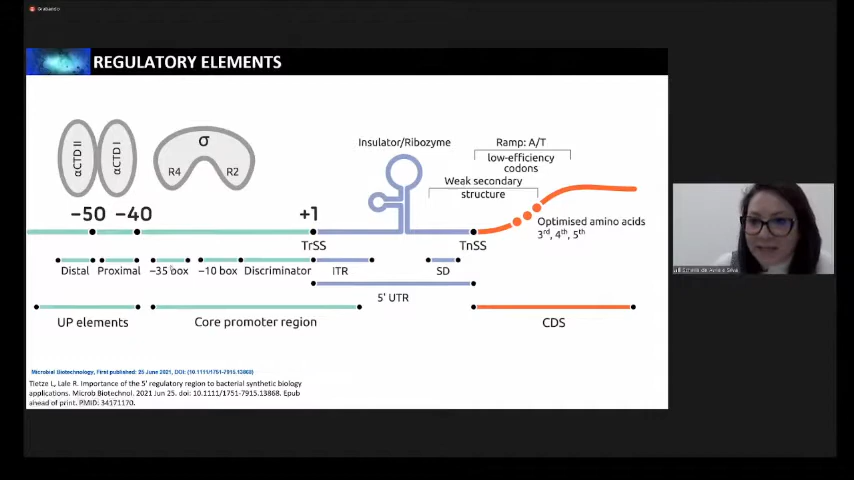 Grabando
REGULATORY ELEMENTS
αCTD II
αCTD I
σ
R4
R2
Insulator/Ribozyme
Ramp: A/T
low-efficiency
codons
Weak secondary
structure
−50
−40
+1
Optimised amino acids
3rd, 4th, 5th
TrSS
TnSS
Distal
Proximal
−35 box
−10 box
Discriminator
ITR
SD
5' UTR
UP elements
Core promoter region
CDS
Microbial Biotechnology, First published: 25 June 2021, DOI: (10.1111/1751-7915.13868)
Tietze L, Lale R. Importance of the 5' regulatory region to bacterial synthetic biology
applications. Microb Biotechnol. 2021 Jun 25. doi: 10.1111/1751-7915.13868. Epub
ahead of print. PMID: 34171170.